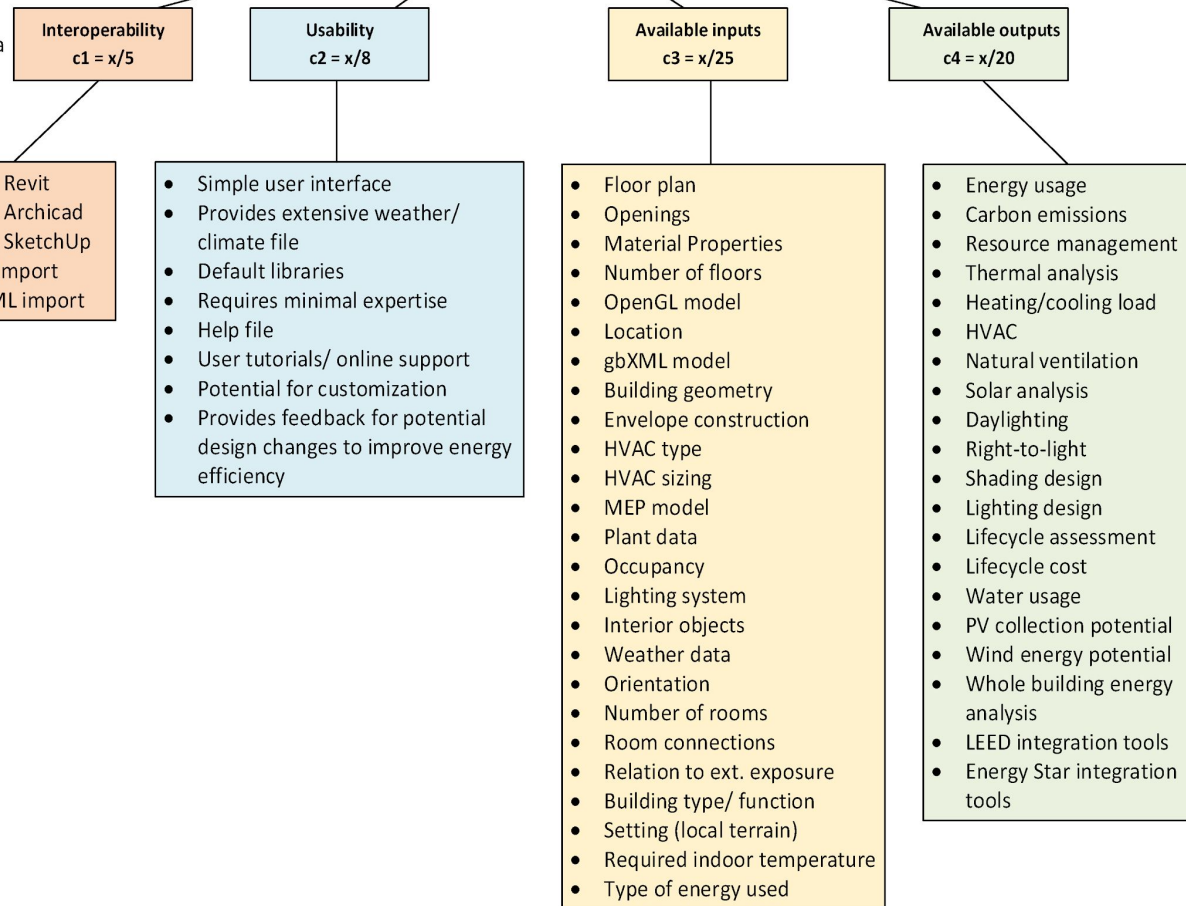 a
Interoperability
c1 = x/5
Usability
c2 = x/8
Available inputs
c3 = x/25
Available outputs
c4 = x/20
Revit
Archicad
SketchUp
mport
ML import
• Simple user interface
• Provides extensive weather/
climate file
• Default libraries
• Requires minimal expertise
• Help file
• User tutorials/ online support
• Potential for customization
• Provides feedback for potential
design changes to improve energy
efficiency
• Floor plan
• Openings
• Material Properties
• Number of floors
• OpenGL model
• Location
• gbXML model
• Building geometry
• Envelope construction
• HVAC type
• HVAC sizing
• MEP model
• Plant data
• Occupancy
• Lighting system
• Interior objects
• Weather data
• Orientation
• Number of rooms
• Room connections
• Relation to ext. exposure
• Building type/ function
• Setting (local terrain)
• Required indoor temperature
• Type of energy used
• Energy usage
• Carbon emissions
• Resource management
• Thermal analysis
• Heating/cooling load
• HVAC
• Natural ventilation
• Solar analysis
• Daylighting
• Right-to-light
• Shading design
• Lighting design
• Lifecycle assessment
• Lifecycle cost
• Water usage
• PV collection potential
• Wind energy potential
• Whole building energy
analysis
• LEED integration tools
• Energy Star integration
tools